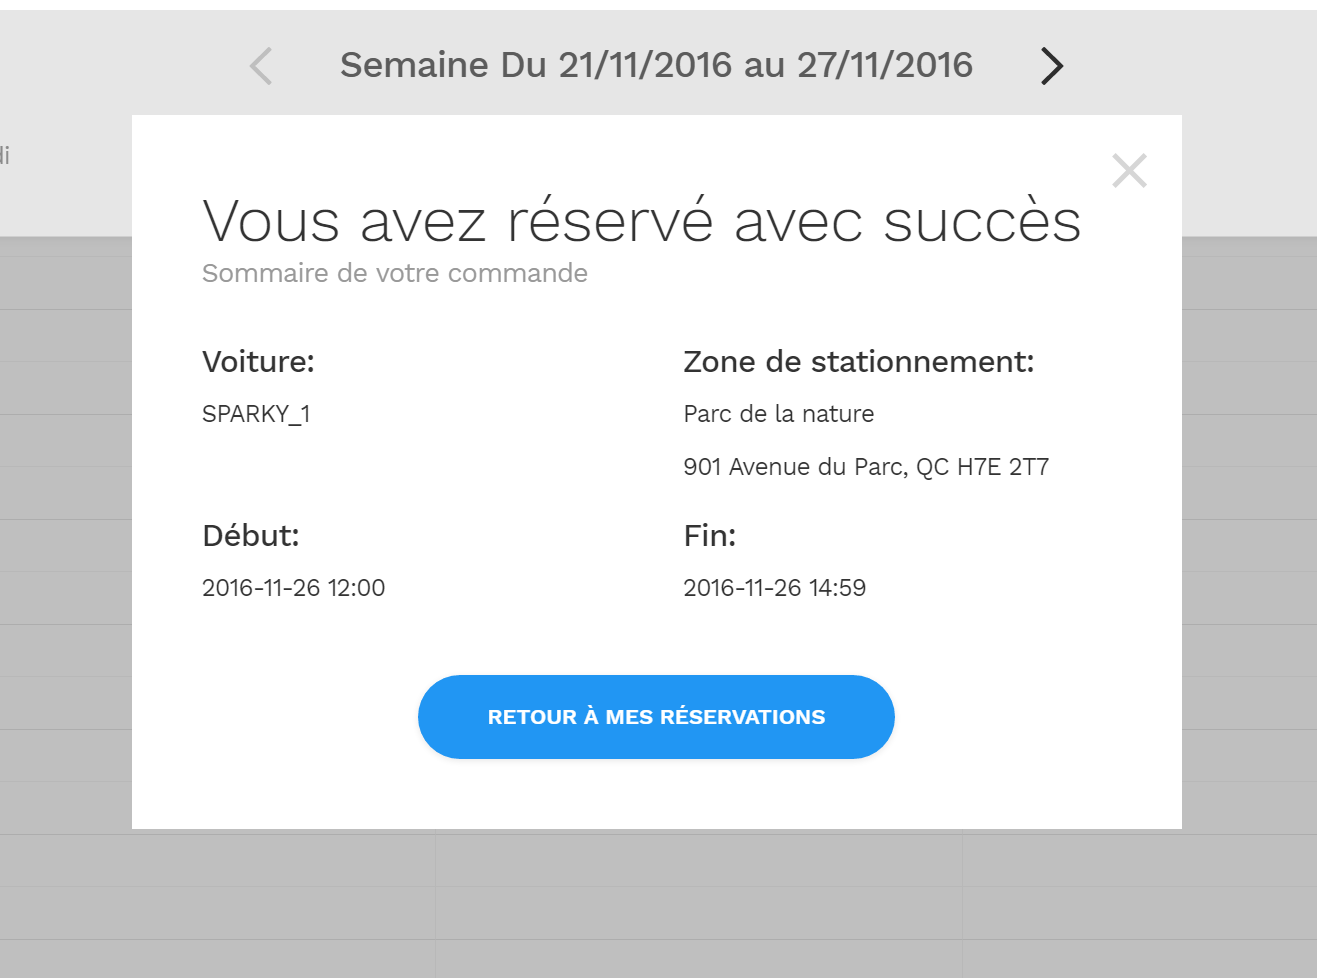 Semaine Du 21/11/2016 au 27/11/2016
Vous avez réservé avec succès
Sommaire de votre commande
Voiture:
SPARKY_1
Zone de stationnement:
Parc de la nature
901 Avenue du Parc, QC H7E 2T7
Début:
2016-11-26 12:00
Fin:
2016-11-26 14:59
RETOUR À MES RÉSERVATIONS